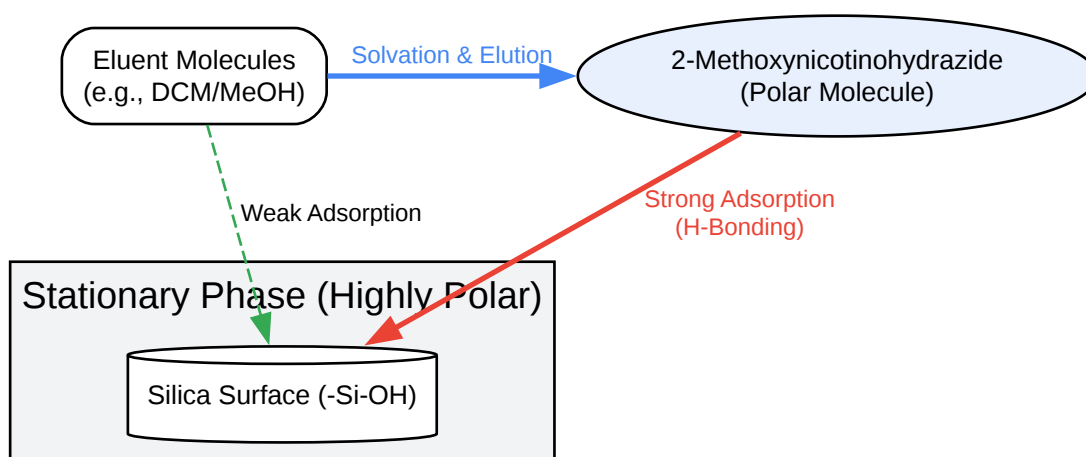 Eluent Molecules
(e.g., DCM/MeOH)
Solvation & Elution
2-Methoxynicotinohydrazide
(Polar Molecule)
Weak Adsorption
Strong Adsorption
(H-Bonding)
Stationary Phase (Highly Polar)
Silica Surface (-Si-OH)